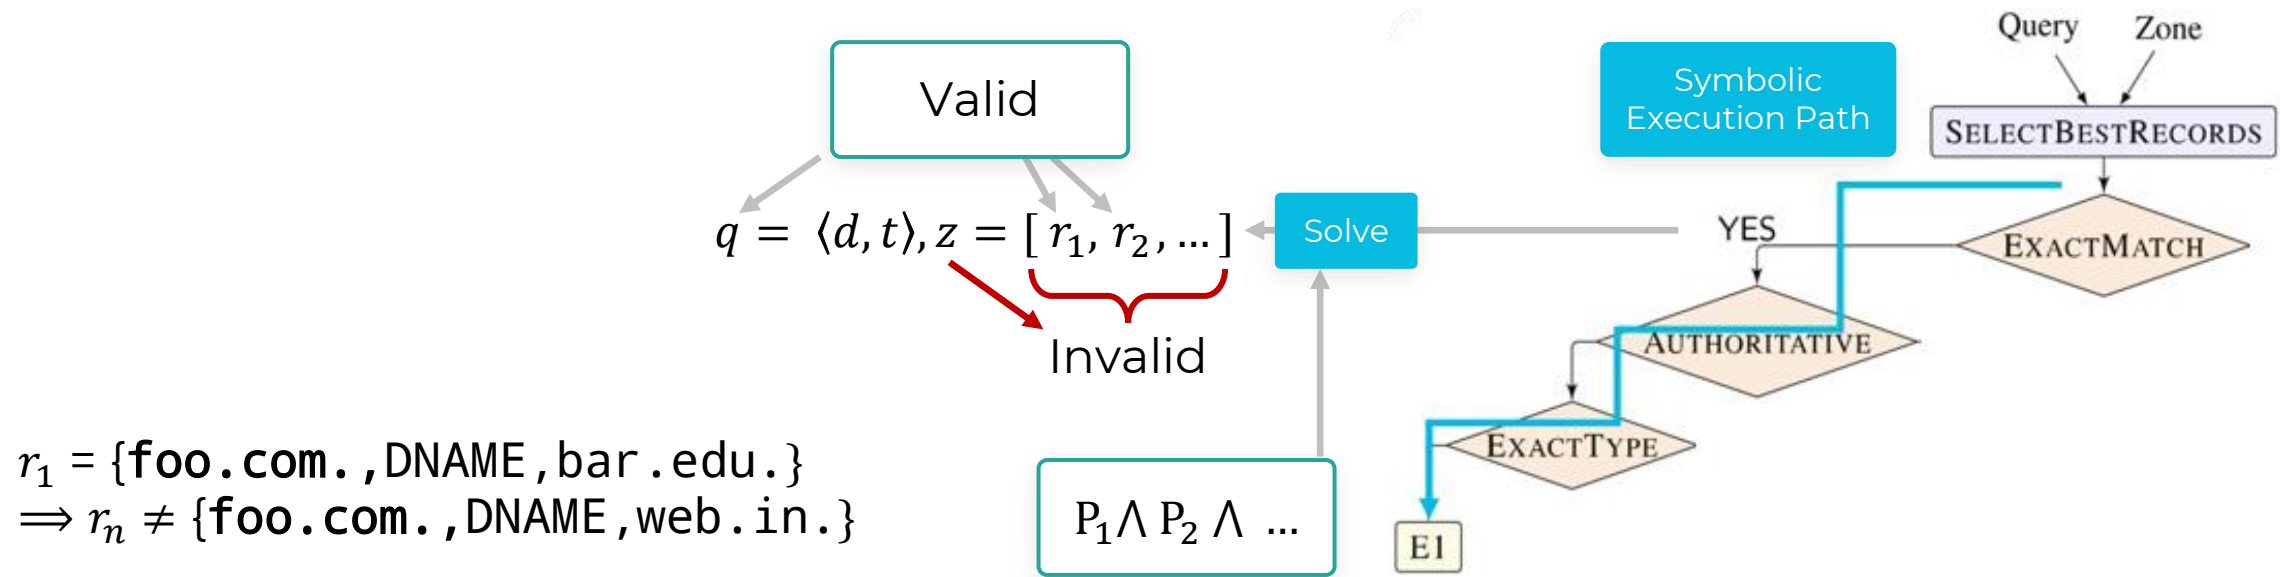 Valid
q = ⟨d, t⟩, z = [ r₁, r₂, ... ]
Invalid
r₁ = {foo.com.,DNAME,bar.edu.}
⟹ rₙ ≠ {foo.com.,DNAME,web.in.}
Solve
P₁ ⋀ P₂ ⋀ ...
Symbolic
Execution Path
Query Zone
SELECTBESTRECORDS
YES
EXACTMATCH
AUTHORITATIVE
EXACTTYPE
E1